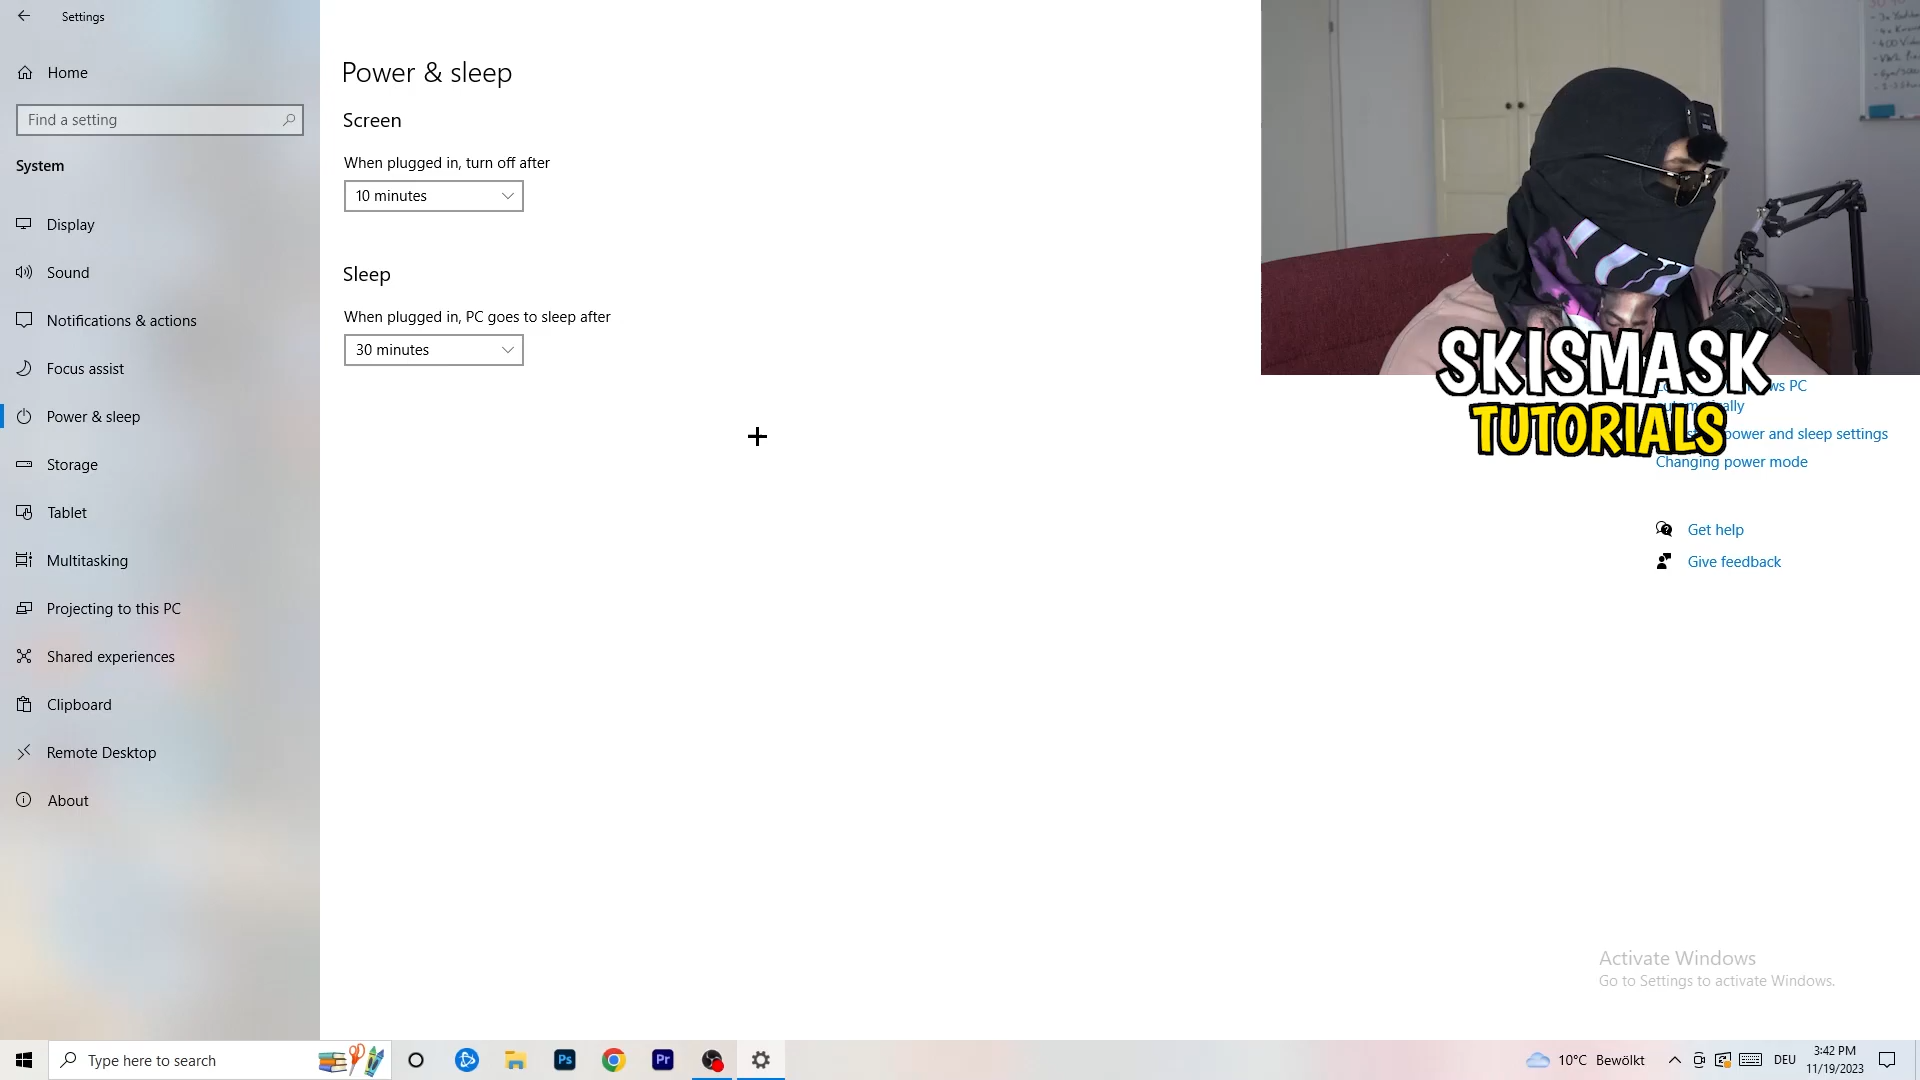 Settings
Home
Find a setting
System
Display
Sound
Notifications & actions
Focus assist
Power & sleep
Storage
Tablet
Multitasking
Projecting to this PC
Shared experiences
Clipboard
Remote Desktop
About
Power & sleep
Screen
When plugged in, turn off after
10 minutes
Sleep
When plugged in, PC goes to sleep after
30 minutes
SKISMASK
TUTORIALS
PC
power and sleep settings
Changing power mode
Get help
Give feedback
Activate Windows
Go to Settings to activate Windows.
Type here to search
Ps
Pr
10°C Bewölkt
DEU
3:42 PM
11/19/2023